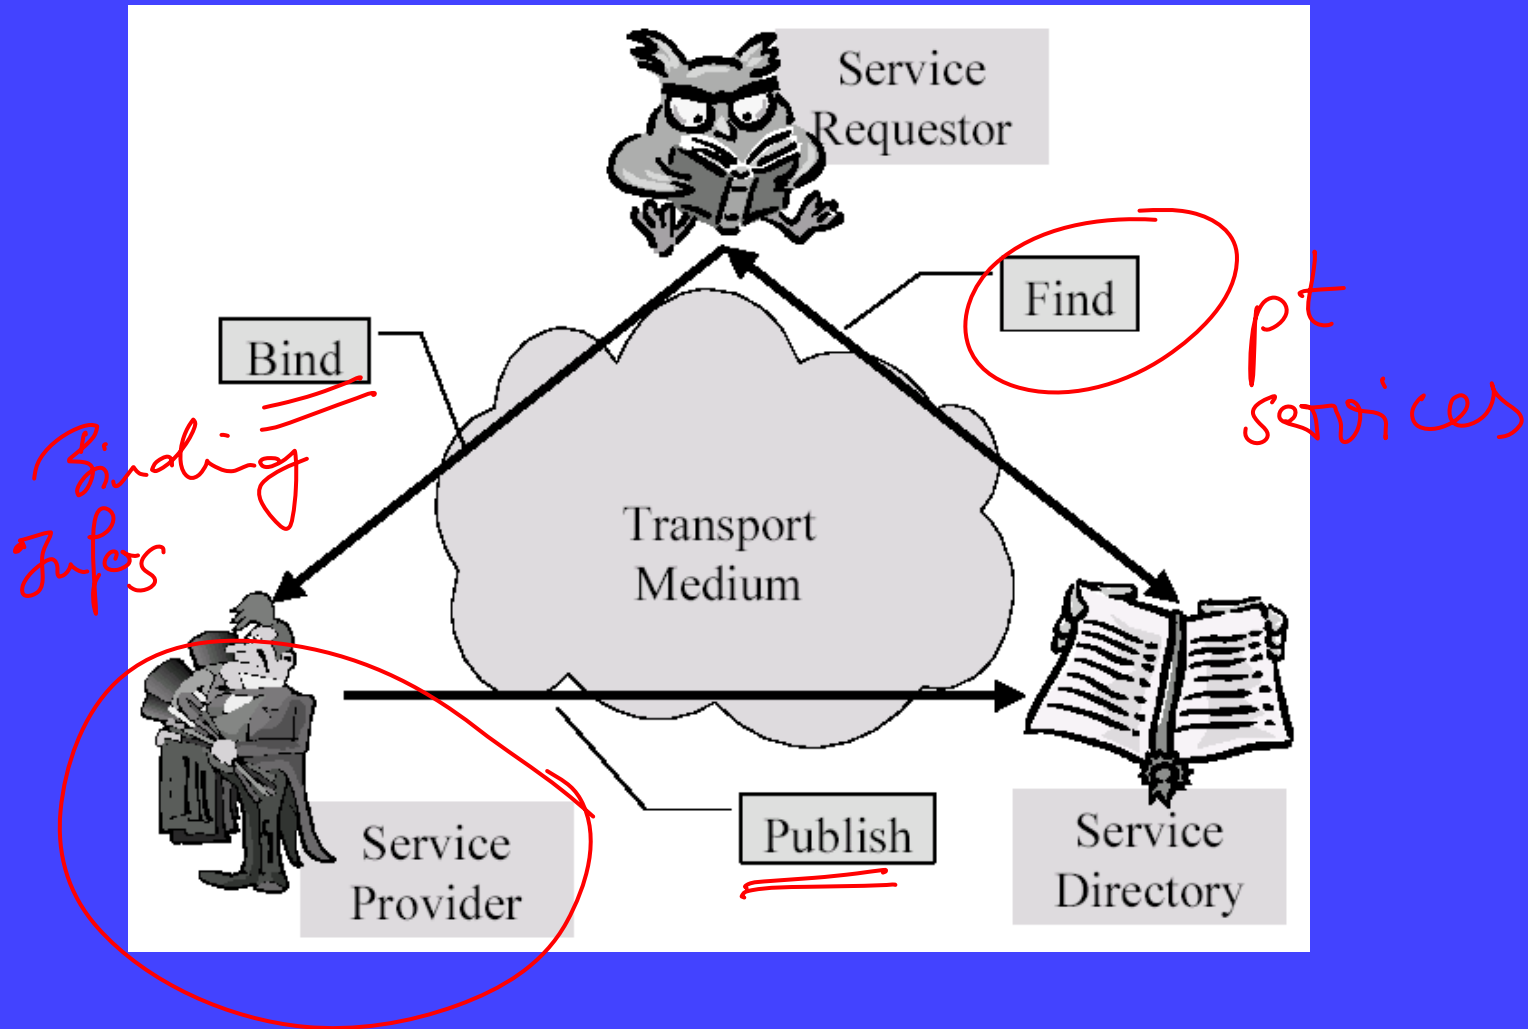 Service
Requestor
Find
pt
services
Bind
Binding
Infos
Transport
Medium
Service
Provider
Publish
Service
Directory